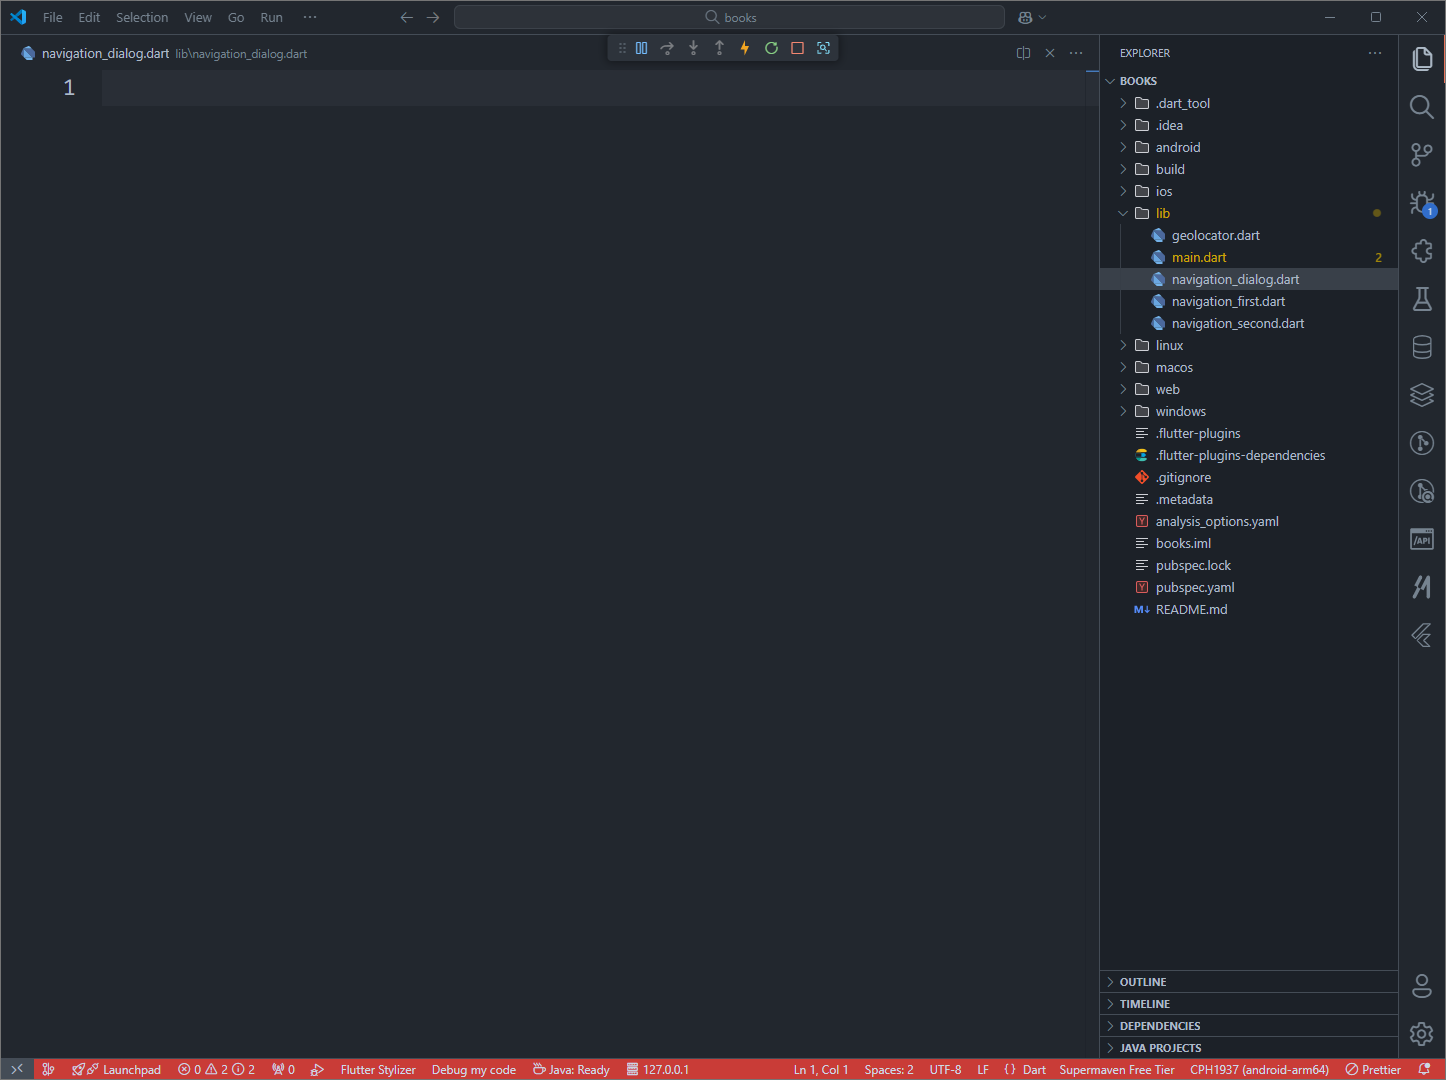 File Edit Selection View Go Run ···
books
navigation_dialog.dart lib\navigation_dialog.dart
1
EXPLORER
BOOKS
.dart_tool
.idea
android
build
ios
lib
geolocator.dart
main.dart 2
navigation_dialog.dart
navigation_first.dart
navigation_second.dart
linux
macos
web
windows
.flutter-plugins
.flutter-plugins-dependencies
.gitignore
.metadata
Y analysis_options.yaml
books.iml
pubspec.lock
Y pubspec.yaml
M↓ README.md
1
/API
OUTLINE
TIMELINE
DEPENDENCIES
JAVA PROJECTS
Launchpad 0 2 2 0 Flutter Stylizer Debug my code Java: Ready 127.0.0.1 Ln 1, Col 1 Spaces: 2 UTF-8 LF {} Dart Supermaven Free Tier CPH1937 (android-arm64) Prettier